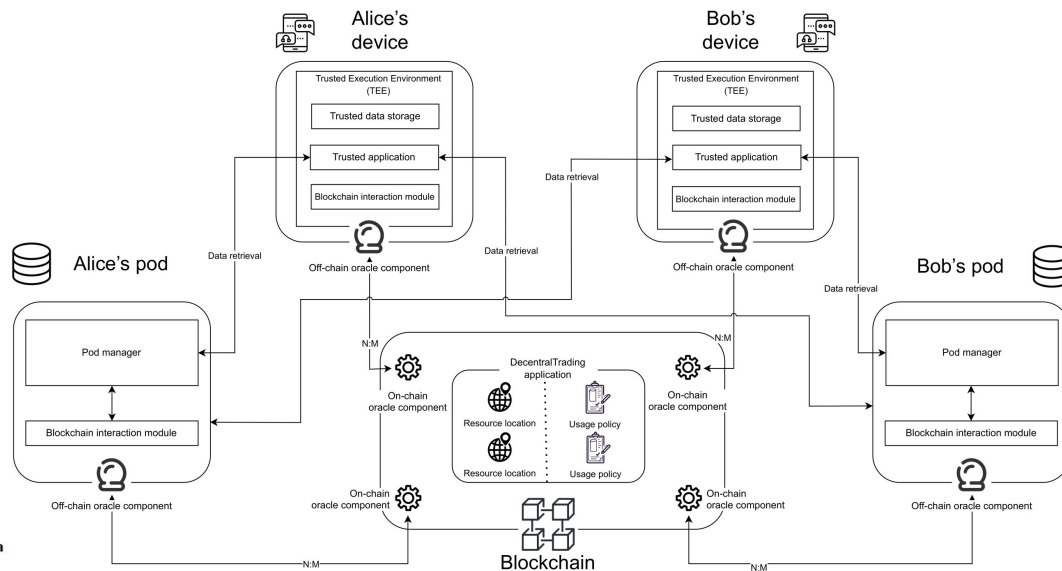 Alice's
device
Bob's
device
Trusted Execution Environment
(TEE)
Trusted data storage
Trusted application
Blockchain interaction module
Off-chain oracle component
Trusted Execution Environment
(TEE)
Trusted data storage
Trusted application
Blockchain interaction module
Off-chain oracle component
Data retrieval
Data retrieval
Data retrieval
Data retrieval
Alice's pod
Pod manager
Blockchain interaction module
Off-chain oracle component
Bob's pod
Pod manager
Blockchain interaction module
Off-chain oracle component
N:M
N:M
On-chain
oracle component
DecentralTrading
application
Resource location
Usage policy
Resource location
Usage policy
On-chain
oracle component
On-chain
oracle component
On-chain
oracle component
Blockchain
N:M
N:M
a